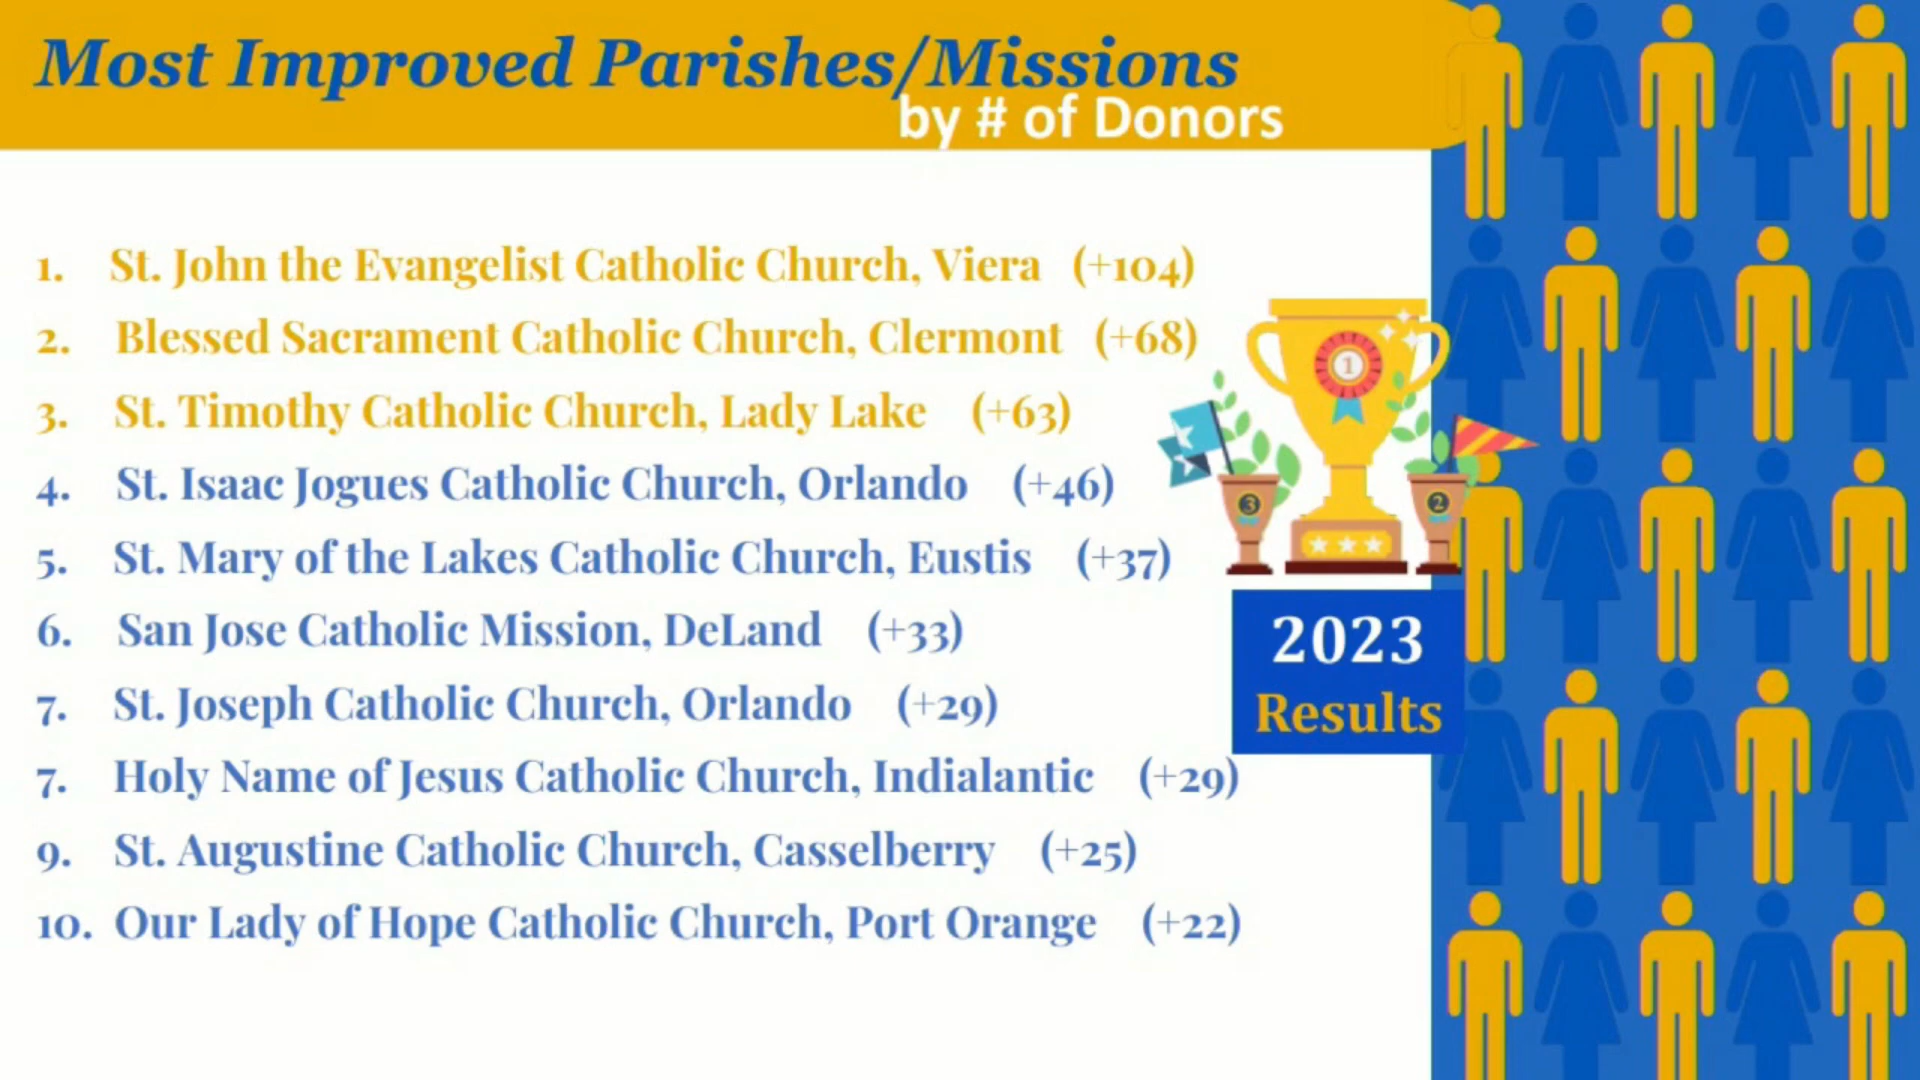 Most Improved Parishes/Missions
by # of Donors
1. St. John the Evangelist Catholic Church, Viera (+104)
2. Blessed Sacrament Catholic Church, Clermont (+68)
3. St. Timothy Catholic Church, Lady Lake (+63)
4. St. Isaac Jogues Catholic Church, Orlando (+46)
5. St. Mary of the Lakes Catholic Church, Eustis (+37)
6. San Jose Catholic Mission, DeLand (+33)
7. St. Joseph Catholic Church, Orlando (+29)
7. Holy Name of Jesus Catholic Church, Indialantic (+29)
9. St. Augustine Catholic Church, Casselberry (+25)
10. Our Lady of Hope Catholic Church, Port Orange (+22)
1
3
2
2023
Results